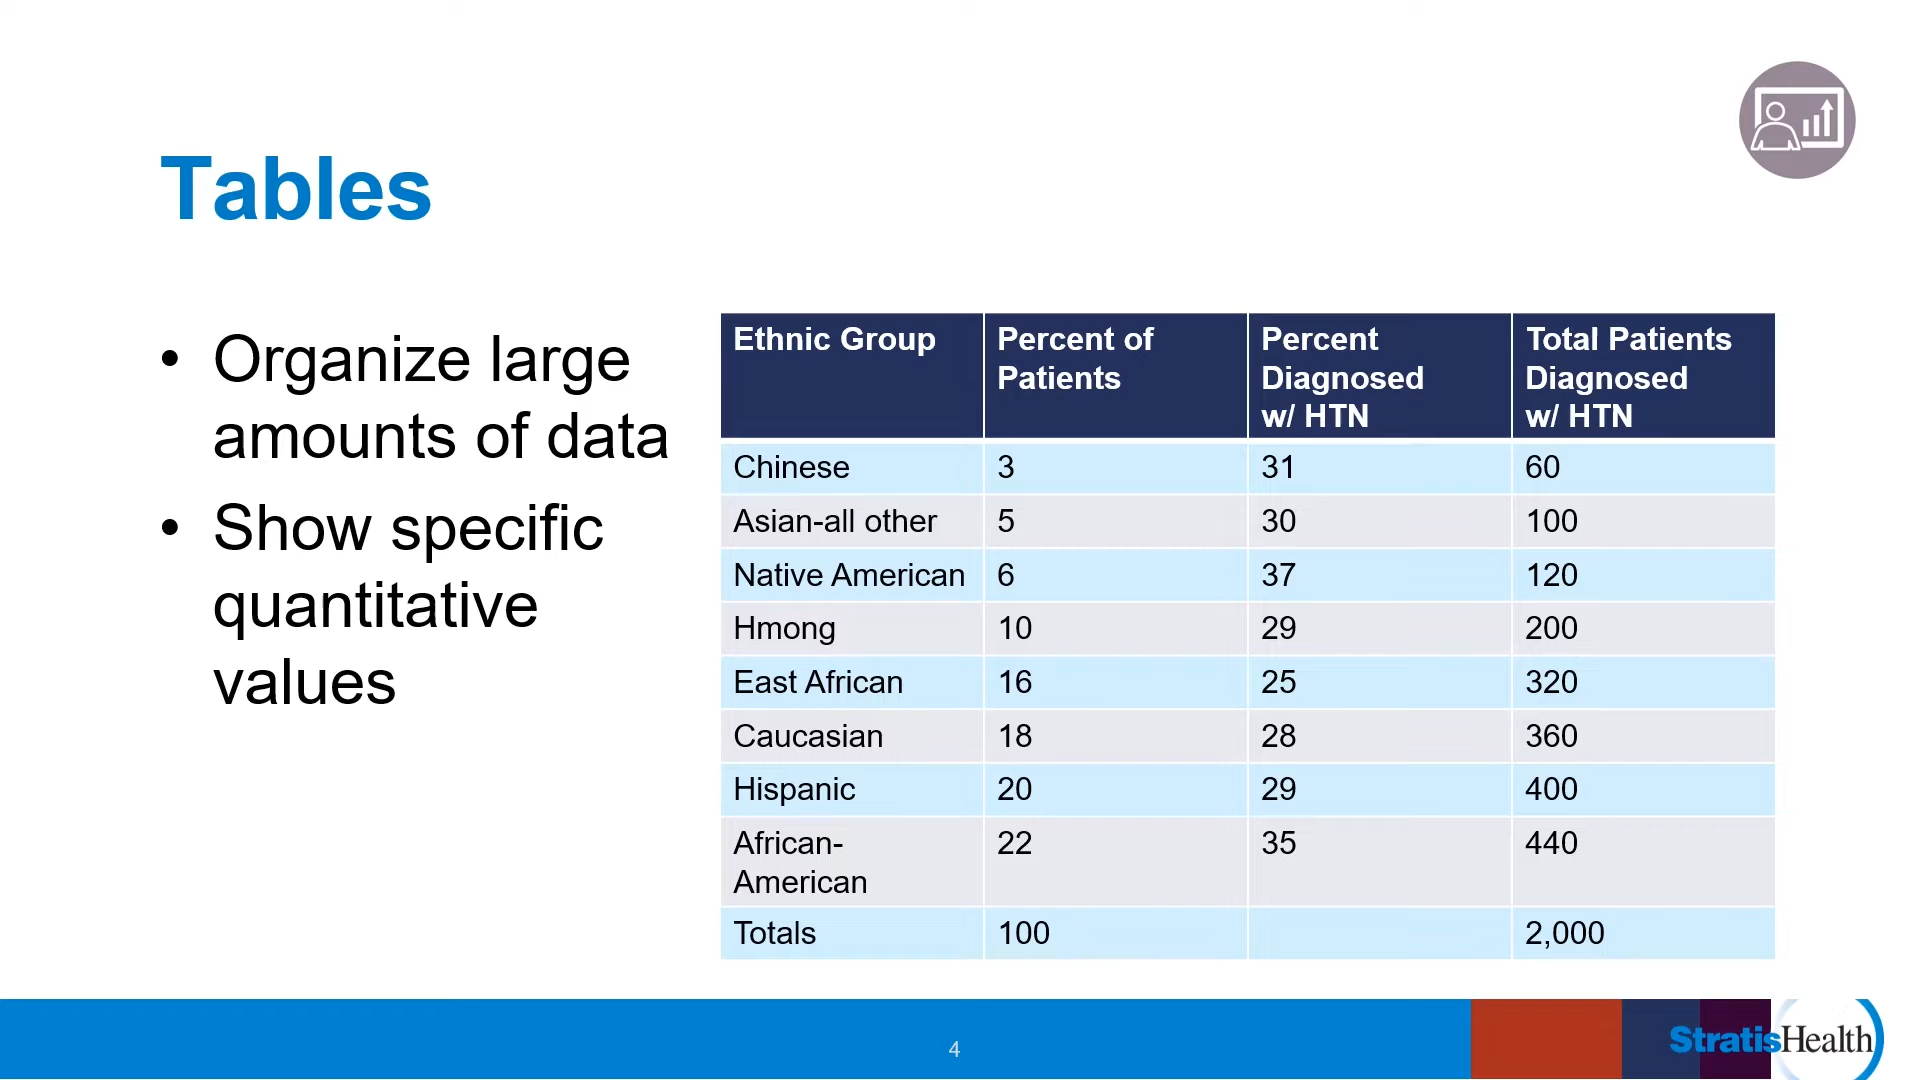 Tables
• Organize large
amounts of data
• Show specific
quantitative
values
Ethnic Group Percent of Patients Percent Diagnosed w/ HTN Total Patients Diagnosed w/ HTN
Chinese 3 31 60
Asian-all other 5 30 100
Native American 6 37 120
Hmong 10 29 200
East African 16 25 320
Caucasian 18 28 360
Hispanic 20 29 400
African-American 22 35 440
Totals 100 2,000
4
StratisHealth